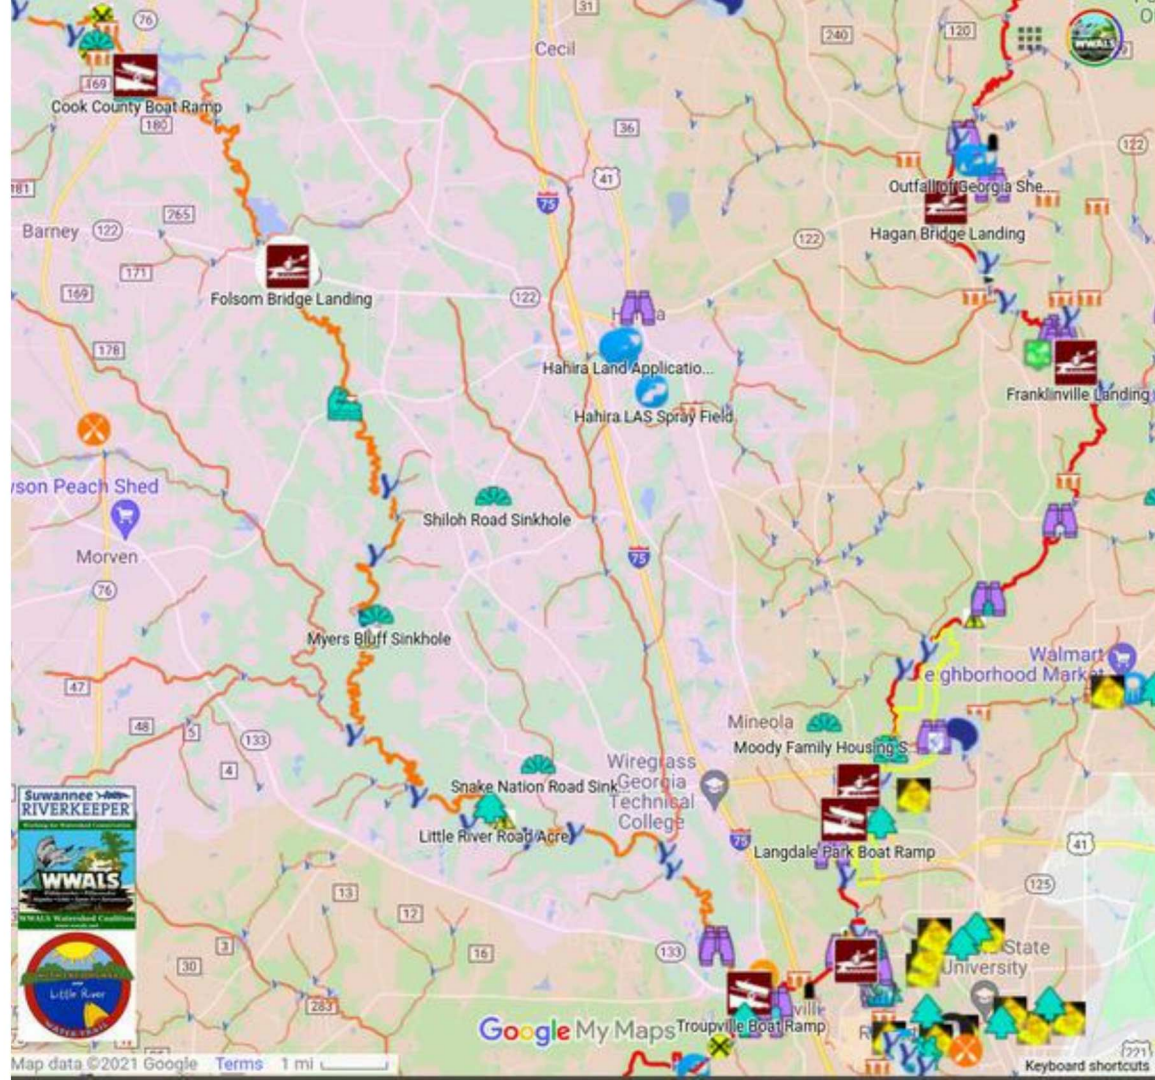 31
76
Cecil
240
120
WWALS
169
Cook County Boat Ramp
180
36
122
41
181
75
Outfall of Georgia She....
Hagan Bridge Landing
265
Barney
122
122
171
Folsom Bridge Landing
169
122
Hahira Land Applicatio...
178
Franklinville Landing
Hahira LAS Spray Field
yson Peach Shed
Shiloh Road Sinkhole
Morven
75
76
Myers Bluff Sinkhole
Walmart
e ghborhood Market
47
48
5
133
Mineola
Moody Family Housing S...
4
Wiregrass
Georgia
Technical
College
Snake Nation Road Sink...
Little River Road Acre
Suwannee
RIVERKEEPER
75
41
Langdale Park Boat Ramp
WWALS
WWALS Watershed Coalition
125
13
12
3
16
133
30
State
University
Little River
WATER TRAIL
283
ville
Google My Maps
Troupville Boat Ramp
221
Map data ©2021 Google Terms 1 mi
Keyboard shortcuts